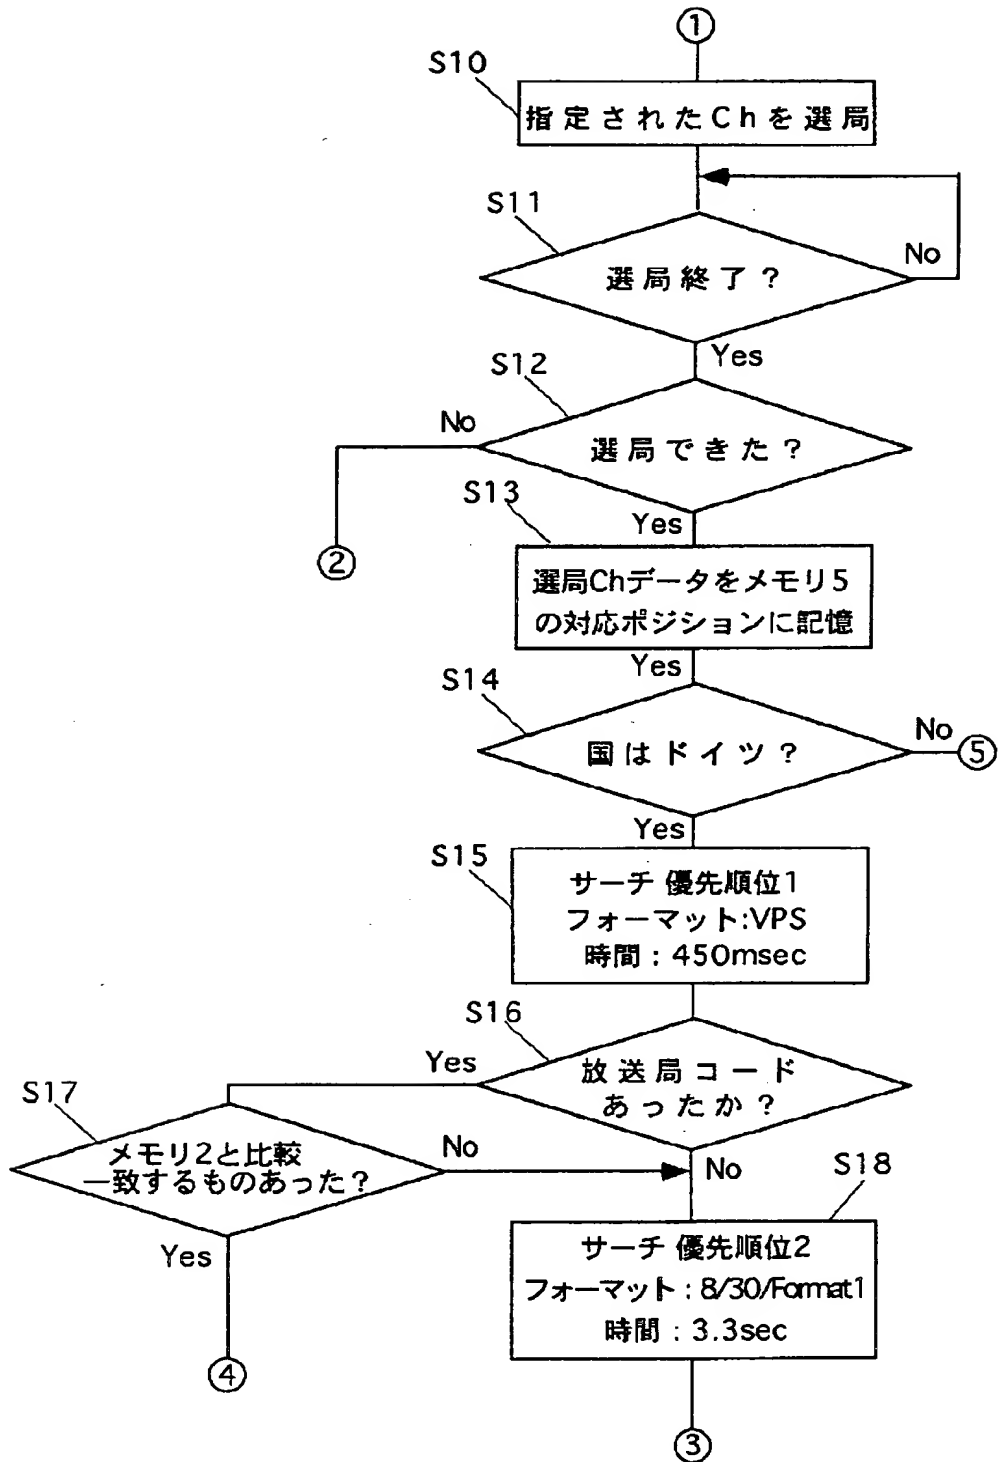 ①
S10
指定されたChを選局
S11
選局終了?
No
Yes
S12
選局できた?
No
②
Yes
S13
選局Chデータをメモリ5
の対応ポジションに記憶
Yes
S14
国はドイツ?
No
⑤
Yes
S15
サーチ 優先順位1
フォーマット:VPS
時間:450msec
S16
放送局コード
あったか?
Yes
No
S17
メモリ2と比較
一致するものあった?
No
Yes
④
S18
サーチ 優先順位2
フォーマット:8/30/Format1
時間:3.3sec
③